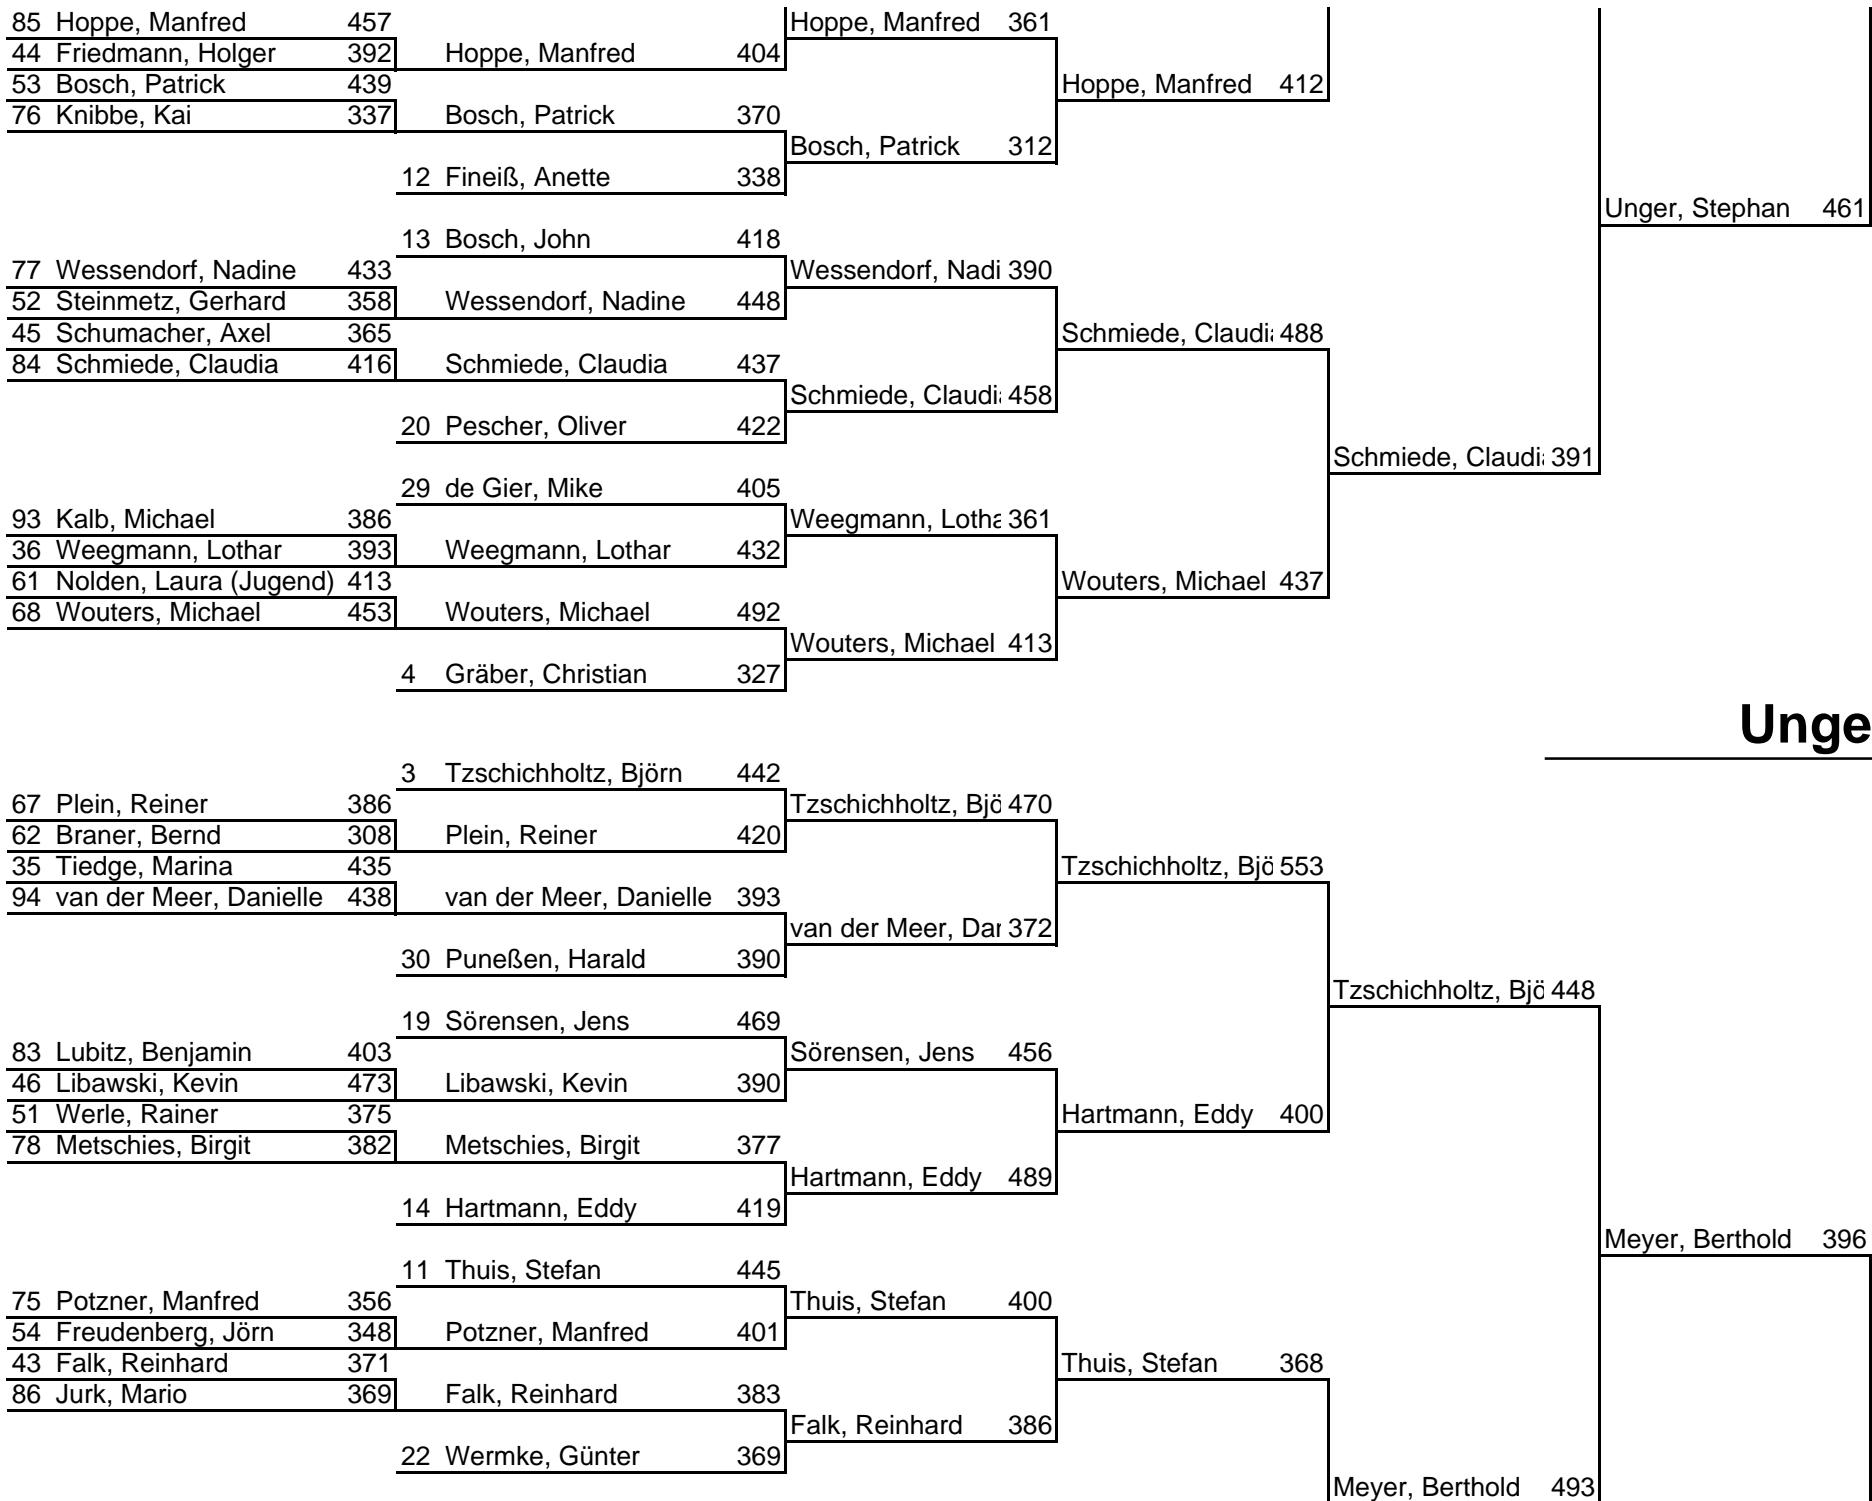 85 Hoppe, Manfred 457 Hoppe, Manfred 361
44 Friedmann, Holger 392 Hoppe, Manfred 404
53 Bosch, Patrick 439 Hoppe, Manfred 412
76 Knibbe, Kai 337 Bosch, Patrick 370
Bosch, Patrick 312
12 Fineiß, Anette 338
Unger, Stephan 461
13 Bosch, John 418
77 Wessendorf, Nadine 433 Wessendorf, Nadi 390
52 Steinmetz, Gerhard 358 Wessendorf, Nadine 448
45 Schumacher, Axel 365 Schmiede, Claudi 488
84 Schmiede, Claudia 416 Schmiede, Claudia 437
Schmiede, Claudi 458
20 Pescher, Oliver 422
Schmiede, Claudi 391
29 de Gier, Mike 405
93 Kalb, Michael 386 Weegmann, Lotha 361
36 Weegmann, Lothar 393 Weegmann, Lothar 432
61 Nolden, Laura (Jugend) 413 Wouters, Michael 437
68 Wouters, Michael 453 Wouters, Michael 492
Wouters, Michael 413
4 Gräber, Christian 327
Unge
3 Tzschichholtz, Björn 442
67 Plein, Reiner 386 Tzschichholtz, Bjö 470
62 Braner, Bernd 308 Plein, Reiner 420
35 Tiedge, Marina 435 Tzschichholtz, Bjö 553
94 van der Meer, Danielle 438 van der Meer, Danielle 393
van der Meer, Dar 372
30 Puneßen, Harald 390
Tzschichholtz, Bjö 448
19 Sörensen, Jens 469
83 Lubitz, Benjamin 403 Sörensen, Jens 456
46 Libawski, Kevin 473 Libawski, Kevin 390
51 Werle, Rainer 375 Hartmann, Eddy 400
78 Metschies, Birgit 382 Metschies, Birgit 377
Hartmann, Eddy 489
14 Hartmann, Eddy 419
Meyer, Berthold 396
11 Thuis, Stefan 445
75 Potzner, Manfred 356 Thuis, Stefan 400
54 Freudenberg, Jörn 348 Potzner, Manfred 401
43 Falk, Reinhard 371 Thuis, Stefan 368
86 Jurk, Mario 369 Falk, Reinhard 383
Falk, Reinhard 386
22 Wermke, Günter 369
Meyer, Berthold 493